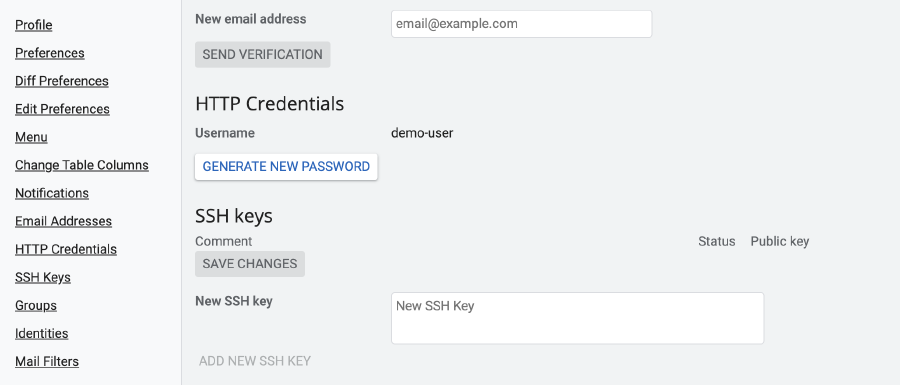 Profile
Preferences
Diff Preferences
Edit Preferences
Menu
Change Table Columns
Notifications
Email Addresses
HTTP Credentials
SSH Keys
Groups
Identities
Mail Filters
New email address
email@example.com
SEND VERIFICATION
HTTP Credentials
Username demo-user
GENERATE NEW PASSWORD
SSH keys
Comment Status Public key
SAVE CHANGES
New SSH key
New SSH Key
ADD NEW SSH KEY